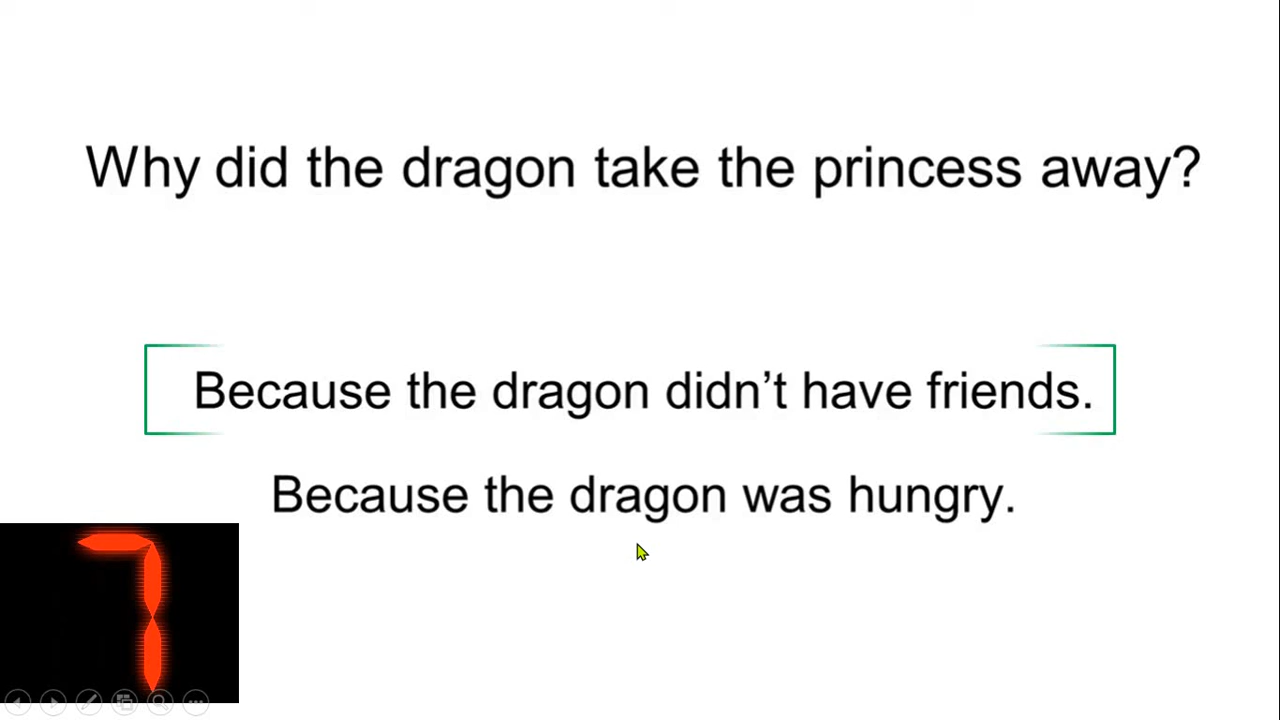 Why did the dragon take the princess away?
Because the dragon didn’t have friends.
Because the dragon was hungry.
7